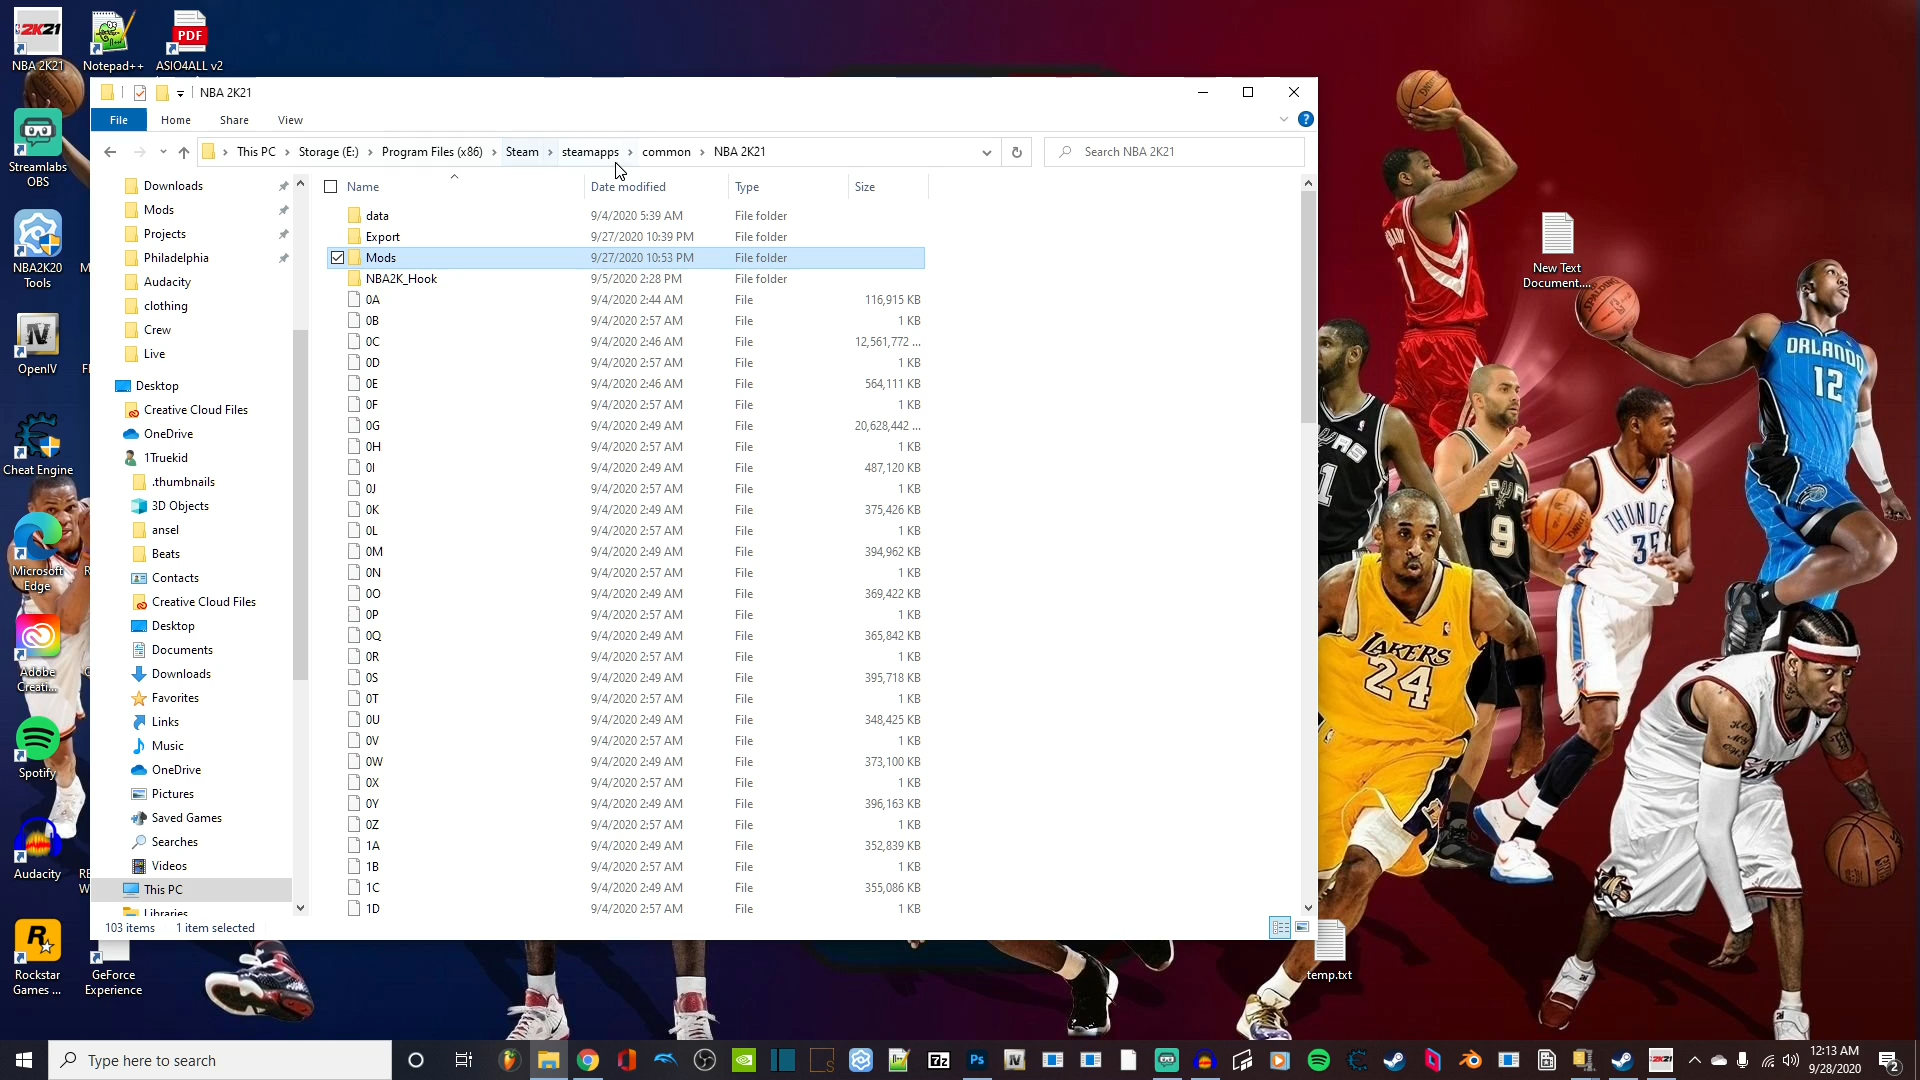 2K21
NBA 2K21
Notepad++
PDF
ASIO4ALL v2
Streamlabs
OBS
NBA2K20
Tools
OpenIV
Cheat Engine
Microsoft
Edge
Adobe
Creati...
Spotify
Audacity
Rockstar
Games ...
GeForce
Experience
NBA 2K21
File
Home
Share
View
This PC
Storage (E:)
Program Files (x86)
Steam
steamapps
common
NBA 2K21
Search NBA 2K21
Downloads
Mods
Projects
Philadelphia
Audacity
clothing
Crew
Live
Desktop
Creative Cloud Files
OneDrive
1Truekid
.thumbnails
3D Objects
ansel
Beats
Contacts
Creative Cloud Files
Desktop
Documents
Downloads
Favorites
Links
Music
OneDrive
Pictures
Saved Games
Searches
Videos
This PC
Libraries
Name Date modified Type Size
data 9/4/2020 5:39 AM File folder
Export 9/27/2020 10:39 PM File folder
Mods 9/27/2020 10:53 PM File folder
NBA2K_Hook 9/5/2020 2:28 PM File folder
0A 9/4/2020 2:44 AM File 116,915 KB
0B 9/4/2020 2:57 AM File 1 KB
0C 9/4/2020 2:46 AM File 12,561,772 ...
0D 9/4/2020 2:57 AM File 1 KB
0E 9/4/2020 2:46 AM File 564,111 KB
0F 9/4/2020 2:57 AM File 1 KB
0G 9/4/2020 2:49 AM File 20,628,442 ...
0H 9/4/2020 2:57 AM File 1 KB
0I 9/4/2020 2:49 AM File 487,120 KB
0J 9/4/2020 2:57 AM File 1 KB
0K 9/4/2020 2:49 AM File 375,426 KB
0L 9/4/2020 2:57 AM File 1 KB
0M 9/4/2020 2:49 AM File 394,962 KB
0N 9/4/2020 2:57 AM File 1 KB
0O 9/4/2020 2:49 AM File 369,422 KB
0P 9/4/2020 2:57 AM File 1 KB
0Q 9/4/2020 2:49 AM File 365,842 KB
0R 9/4/2020 2:57 AM File 1 KB
0S 9/4/2020 2:49 AM File 395,718 KB
0T 9/4/2020 2:57 AM File 1 KB
0U 9/4/2020 2:49 AM File 348,425 KB
0V 9/4/2020 2:57 AM File 1 KB
0W 9/4/2020 2:49 AM File 373,100 KB
0X 9/4/2020 2:57 AM File 1 KB
0Y 9/4/2020 2:49 AM File 396,163 KB
0Z 9/4/2020 2:57 AM File 1 KB
1A 9/4/2020 2:49 AM File 352,839 KB
1B 9/4/2020 2:57 AM File 1 KB
1C 9/4/2020 2:49 AM File 355,086 KB
1D 9/4/2020 2:57 AM File 1 KB
103 items 1 item selected
New Text
Document....
temp.txt
ORLANDO
12
1
SPURS
9
THUNDER
35
LAKERS
24
Type here to search
12:13 AM
9/28/2020
2